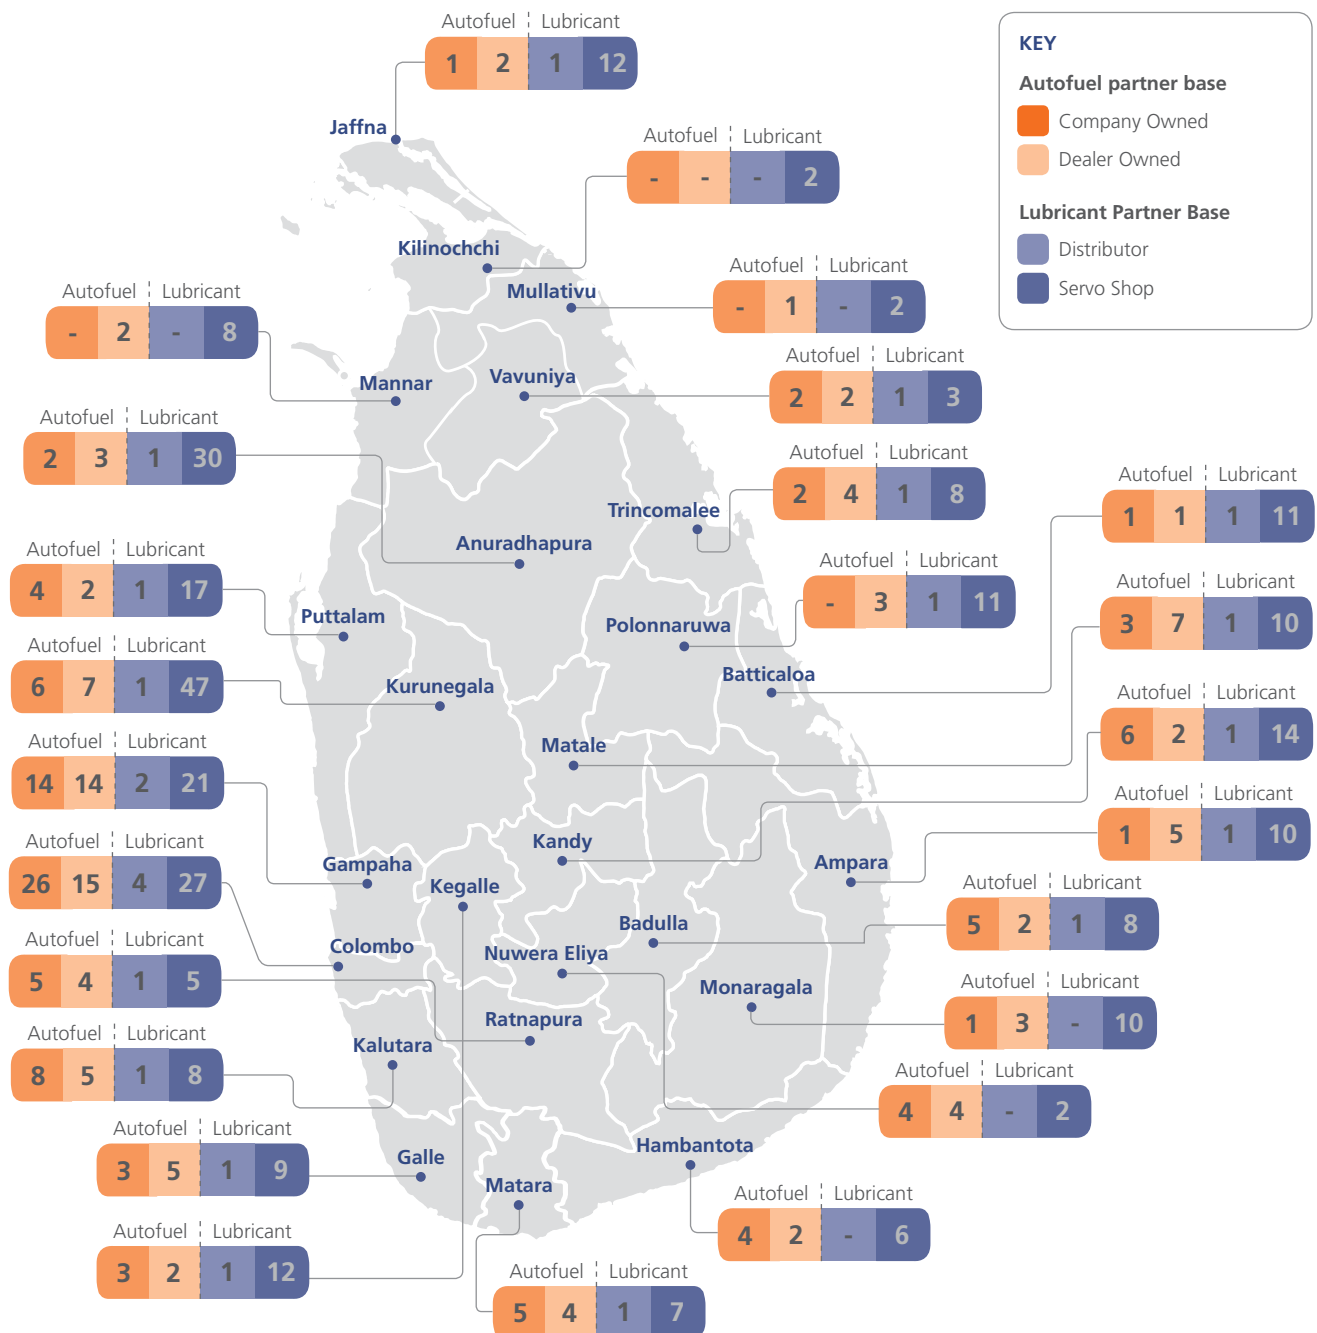 Autofuel Lubricant
1 2 1 12
Jaffna
KEY
Autofuel partner base
Company Owned
Dealer Owned
Lubricant Partner Base
Distributor
Servo Shop
Autofuel Lubricant
- - - 2
Kilinochchi
Autofuel Lubricant
- 1 - 2
Mullativu
Autofuel Lubricant
- 2 - 8
Mannar
Autofuel Lubricant
2 2 1 3
Vavuniya
Autofuel Lubricant
2 3 1 30
Anuradhapura
Autofuel Lubricant
2 4 1 8
Trincomalee
Autofuel Lubricant
1 1 1 11
Batticaloa
Autofuel Lubricant
4 2 1 17
Puttalam
Autofuel Lubricant
- 3 1 11
Polonnaruwa
Autofuel Lubricant
3 7 1 10
Matale
Autofuel Lubricant
6 7 1 47
Kurunegala
Autofuel Lubricant
6 2 1 14
Kandy
Autofuel Lubricant
14 14 2 21
Gampaha
Autofuel Lubricant
1 5 1 10
Ampara
Autofuel Lubricant
26 15 4 27
Colombo
Autofuel Lubricant
5 2 1 8
Badulla
Autofuel Lubricant
5 4 1 5
Ratnapura
Autofuel Lubricant
1 3 - 10
Monaragala
Autofuel Lubricant
8 5 1 8
Kalutara
Autofuel Lubricant
4 4 - 2
Nuwera Eliya
Autofuel Lubricant
3 5 1 9
Galle
Autofuel Lubricant
4 2 - 6
Hambantota
Autofuel Lubricant
3 2 1 12
Kegalle
Autofuel Lubricant
5 4 1 7
Matara